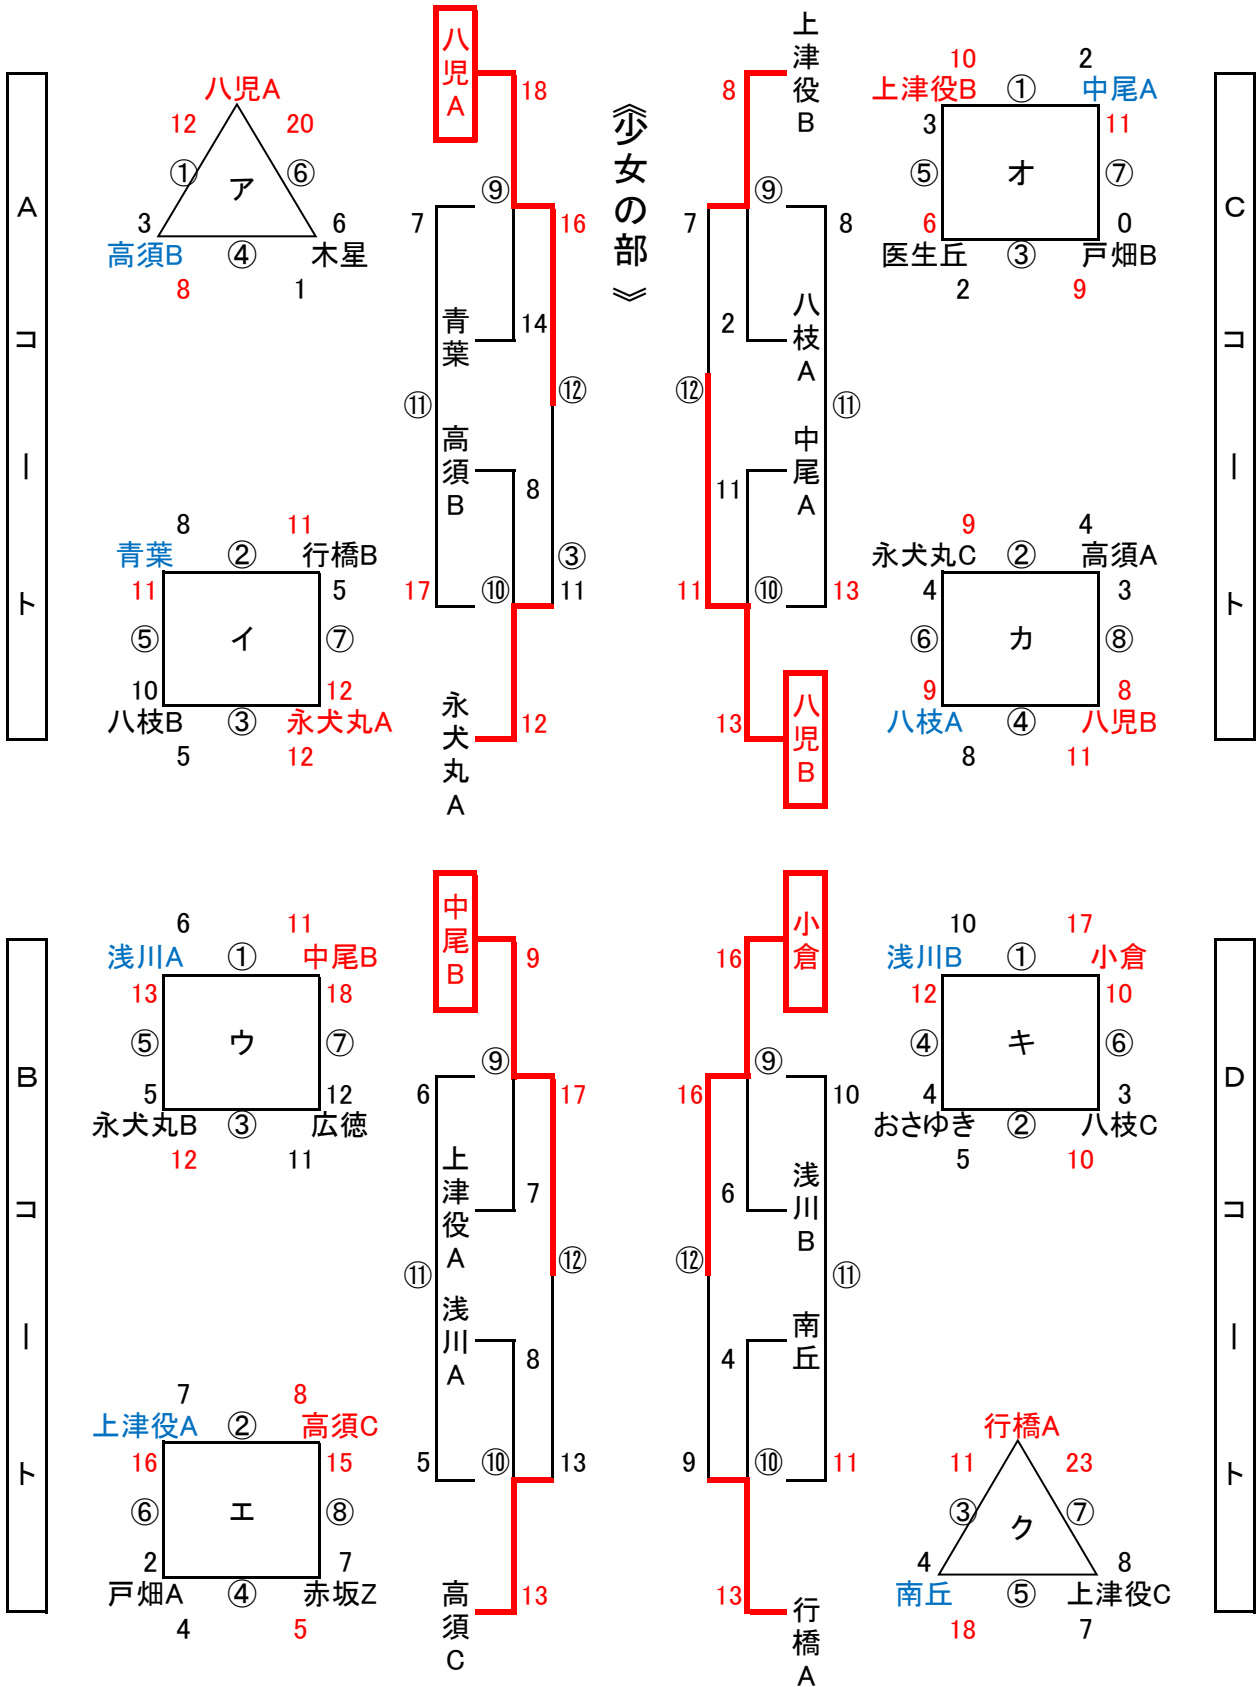 《少女の部》
Aコート
八児A
12 20
① ア ⑥
3 6
高須B ④ 木星
8 1
8 11
青葉 ② 行橋B
11 5
⑤ イ ⑦
10 12
八枝B ③ 永犬丸A
5 12
八児A
18
⑨
7 16
青葉
14
⑪ ⑫
高須B
8
③
17 ⑩ 11
永犬丸A
12
上津役B
8
⑨
7 8
八枝A
2
⑫ ⑪
中尾A
11
11 ⑩ 13
八児B
13
Cコート
10 2
上津役B ① 中尾A
3 11
⑤ オ ⑦
6 0
医生丘 ③ 戸畑B
2 9
9 4
永犬丸C ② 高須A
4 3
⑥ カ ⑧
9 8
八枝A ④ 八児B
8 11
Bコート
6 11
浅川A ① 中尾B
13 18
⑤ ウ ⑦
5 12
永犬丸B ③ 広徳
12 11
7 8
上津役A ② 高須C
16 15
⑥ エ ⑧
2 7
戸畑A ④ 赤坂Z
4 5
中尾B
9
⑨
6 17
上津役A
7
⑪ ⑫
浅川A
8
5 ⑩ 13
高須C
13
小倉
16
⑨
16 10
浅川B
6
⑫ ⑪
南丘
4
9 ⑩ 11
行橋A
13
Dコート
10 17
浅川B ① 小倉
12 10
④ キ ⑥
4 3
おさゆき ② 八枝C
5 10
行橋A
11 23
③ ク ⑦
4 8
南丘 ⑤ 上津役C
18 7